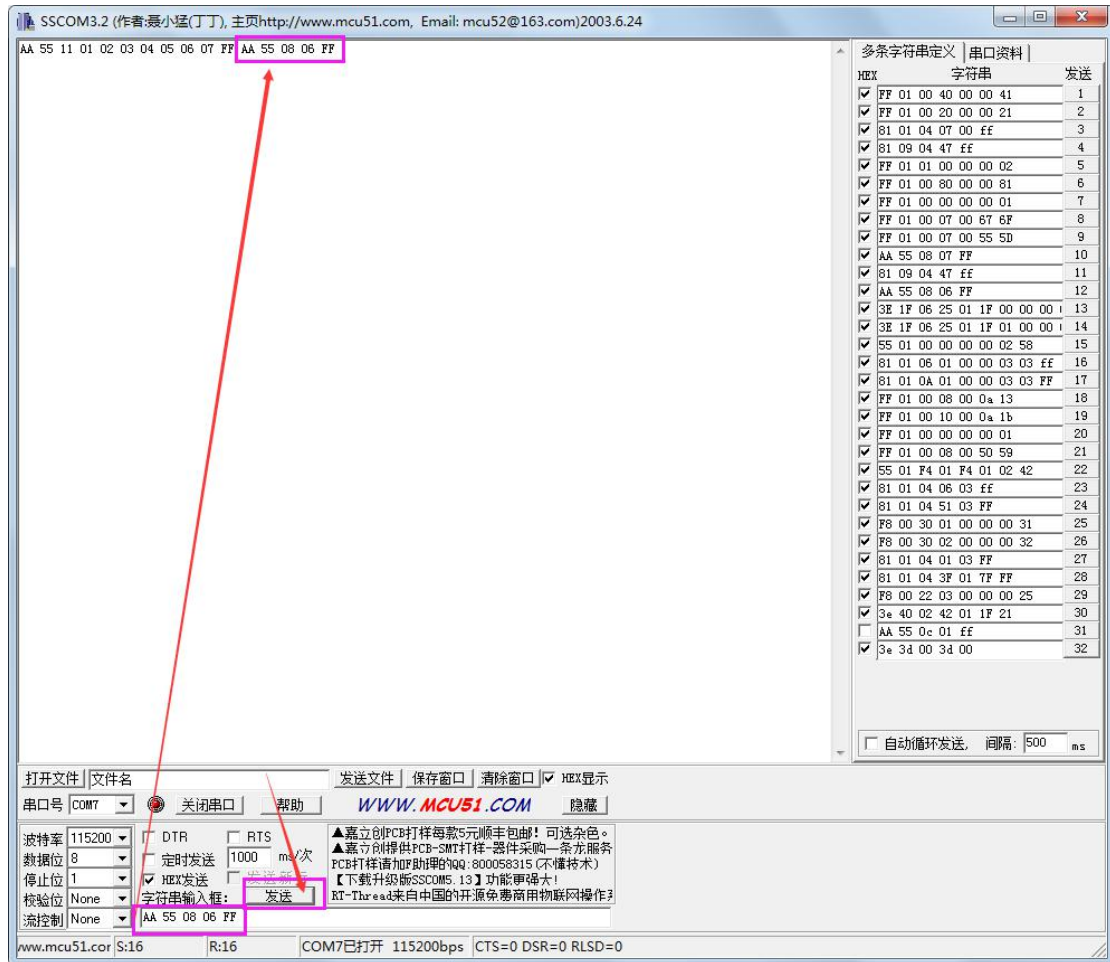 SSCOM3.2 (作者:聂小猛(丁丁), 主页http://www.mcu51.com,  Email: mcu52@163.com)2003.6.24
AA 55 11 01 02 03 04 05 06 07 FF AA 55 08 06 FF
多条字符串定义 串口资料
HEX 字符串 发送
FF 01 00 40 00 00 41 1
FF 01 00 20 00 00 21 2
81 01 04 07 00 ff 3
81 09 04 47 ff 4
FF 01 01 00 00 00 02 5
FF 01 00 80 00 00 81 6
FF 01 00 00 00 00 01 7
FF 01 00 07 00 67 6F 8
FF 01 00 07 00 55 5D 9
AA 55 08 07 FF 10
81 09 04 47 ff 11
AA 55 08 06 FF 12
3E 1F 06 25 01 1F 00 00 00 13
3E 1F 06 25 01 1F 01 00 00 14
55 01 00 00 00 00 02 58 15
81 01 06 01 00 00 03 03 ff 16
81 01 0A 01 00 00 03 03 FF 17
FF 01 00 08 00 0a 13 18
FF 01 00 10 00 0a 1b 19
FF 01 00 00 00 00 01 20
FF 01 00 08 00 50 59 21
55 01 F4 01 F4 01 02 42 22
81 01 04 06 03 ff 23
81 01 04 51 03 FF 24
F8 00 30 01 00 00 00 31 25
F8 00 30 02 00 00 00 32 26
81 01 04 01 03 FF 27
81 01 04 3F 01 7F FF 28
F8 00 22 03 00 00 00 25 29
3e 40 02 42 01 1F 21 30
AA 55 0c 01 ff 31
3e 3d 00 3d 00 32
自动循环发送, 间隔: 500 ms
打开文件 文件名 发送文件 保存窗口 清除窗口 HEX显示
串口号 COM7 关闭串口 帮助 WWW.MCU51.COM 隐藏
波特率 115200 DTR RTS
数据位 8 定时发送 1000 ms/次
停止位 1 HEX发送 发送新行
校验位 None 字符串输入框: 发送
流控制 None AA 55 08 06 FF
▲嘉立创PCB打样每款5元顺丰包邮! 可选杂色。
▲嘉立创提供PCB-SMT打样-器件采购一条龙服务
PCB打样请加F助理的QQ:800058315(不懂技术)
【下载升级版SSCOM5.13】功能更强大!
RT-Thread来自中国的开源免费商用物联网操作系
www.mcu51.cor S:16 R:16 COM7已打开 115200bps CTS=0 DSR=0 RLSD=0